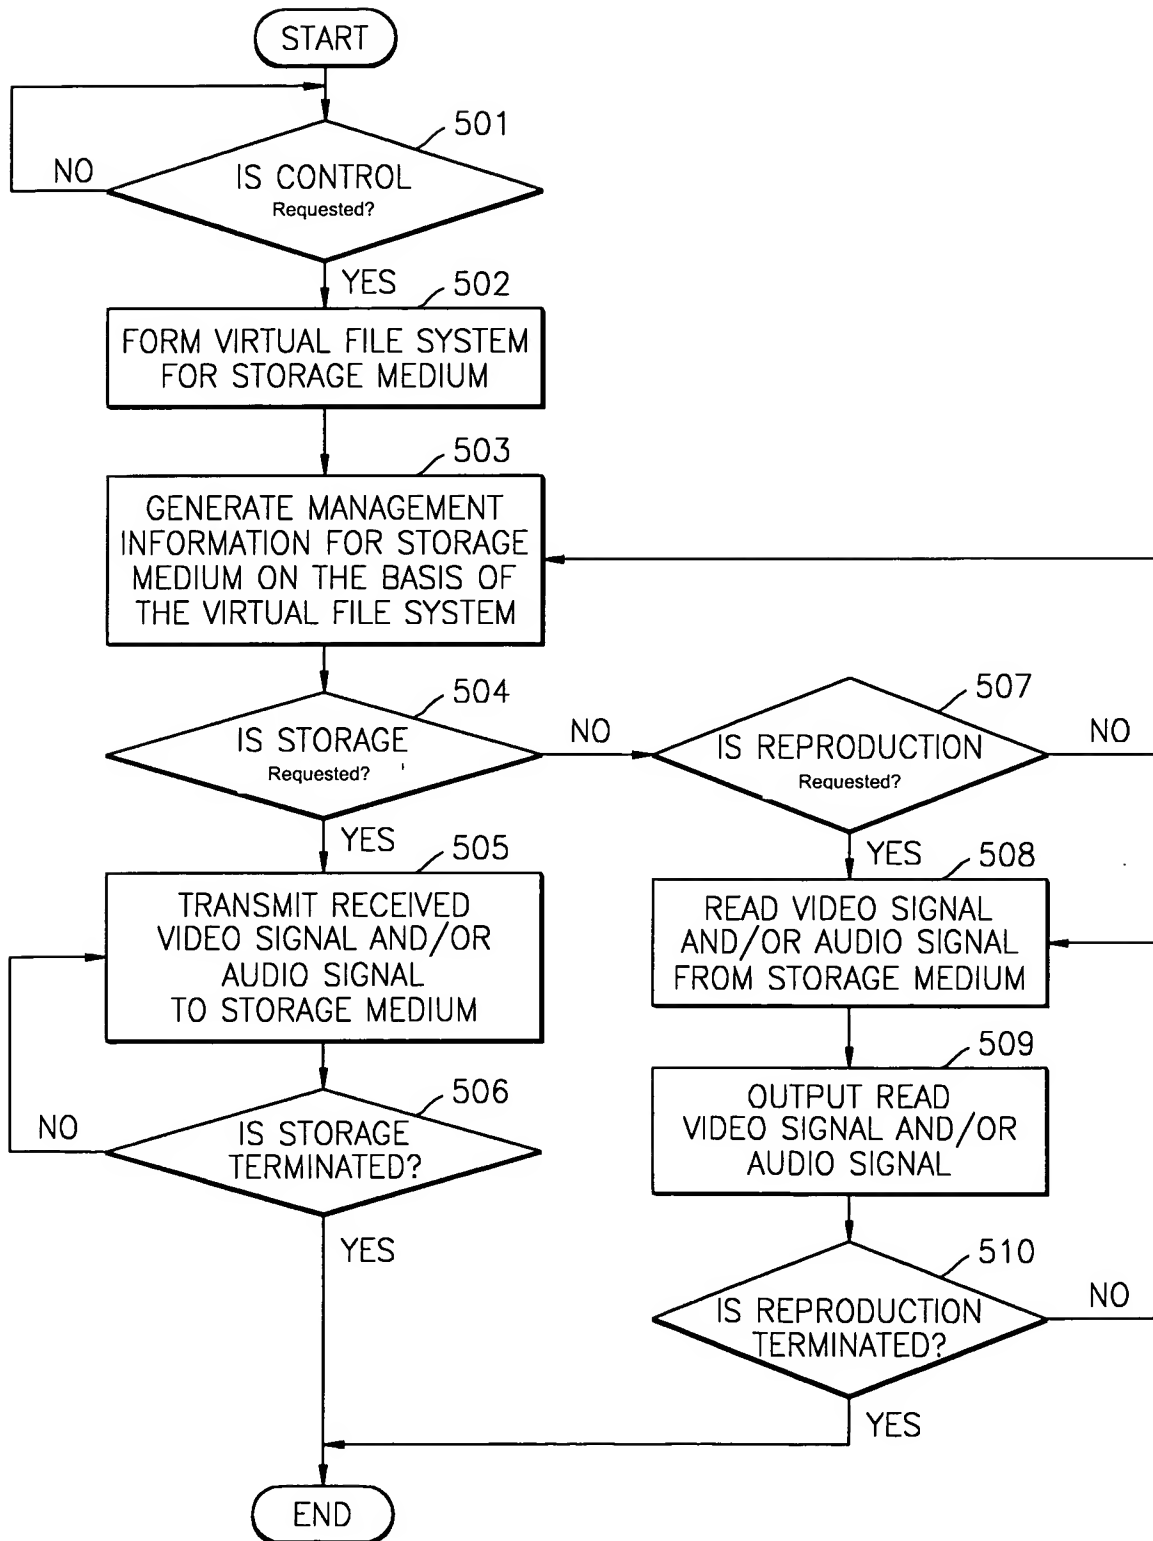 START
501
NO
IS CONTROL
Requested?
YES
502
FORM VIRTUAL FILE SYSTEM
FOR STORAGE MEDIUM
503
GENERATE MANAGEMENT
INFORMATION FOR STORAGE
MEDIUM ON THE BASIS OF
THE VIRTUAL FILE SYSTEM
504
IS STORAGE
Requested?
NO
507
IS REPRODUCTION
Requested?
NO
YES
505
TRANSMIT RECEIVED
VIDEO SIGNAL AND/OR
AUDIO SIGNAL
TO STORAGE MEDIUM
YES
508
READ VIDEO SIGNAL
AND/OR AUDIO SIGNAL
FROM STORAGE MEDIUM
506
NO
IS STORAGE
TERMINATED?
YES
509
OUTPUT READ
VIDEO SIGNAL AND/OR
AUDIO SIGNAL
510
IS REPRODUCTION
TERMINATED?
NO
YES
END